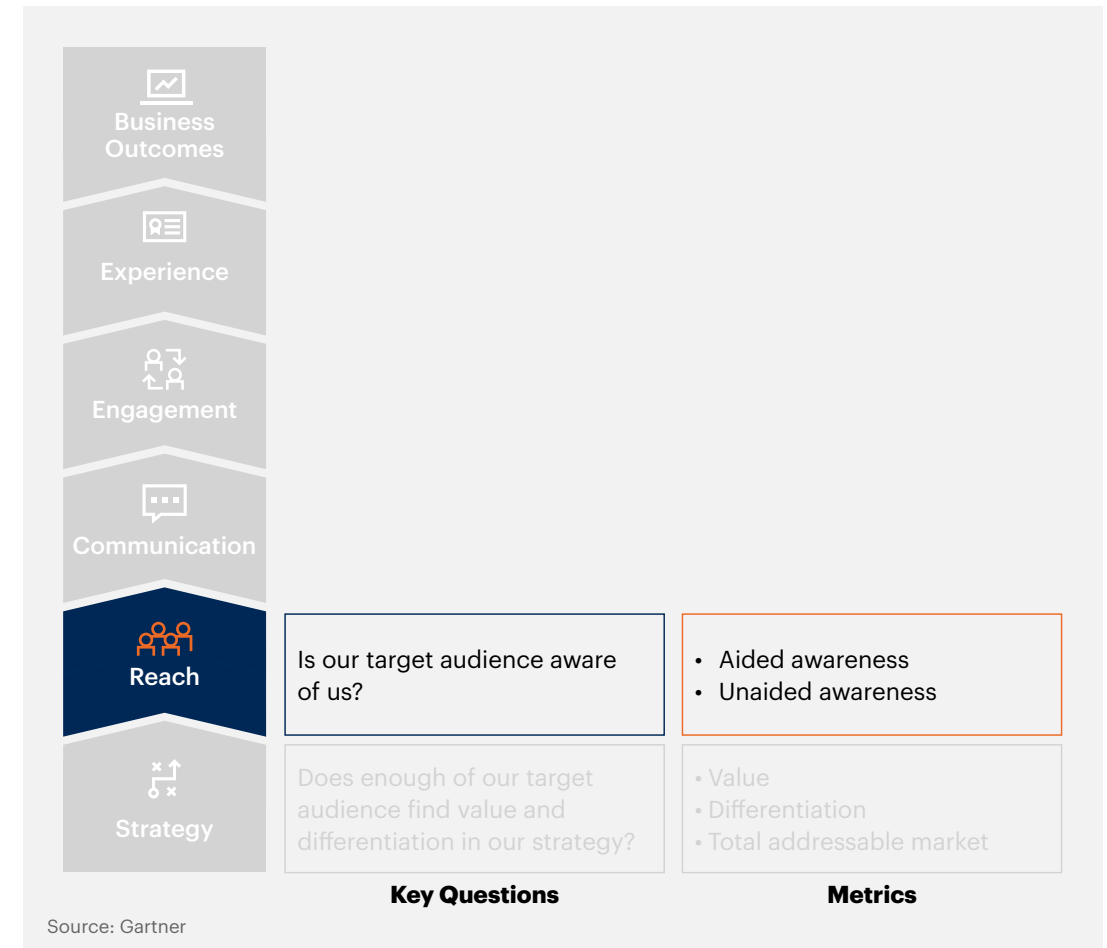 Business
Outcomes
Experience
Engagement
Communication
Reach
Is our target audience aware
of us?
• Aided awareness
• Unaided awareness
Strategy
Does enough of our target
audience find value and
differentiation in our strategy?
• Value
• Differentiation
• Total addressable market
Key Questions
Metrics
Source: Gartner